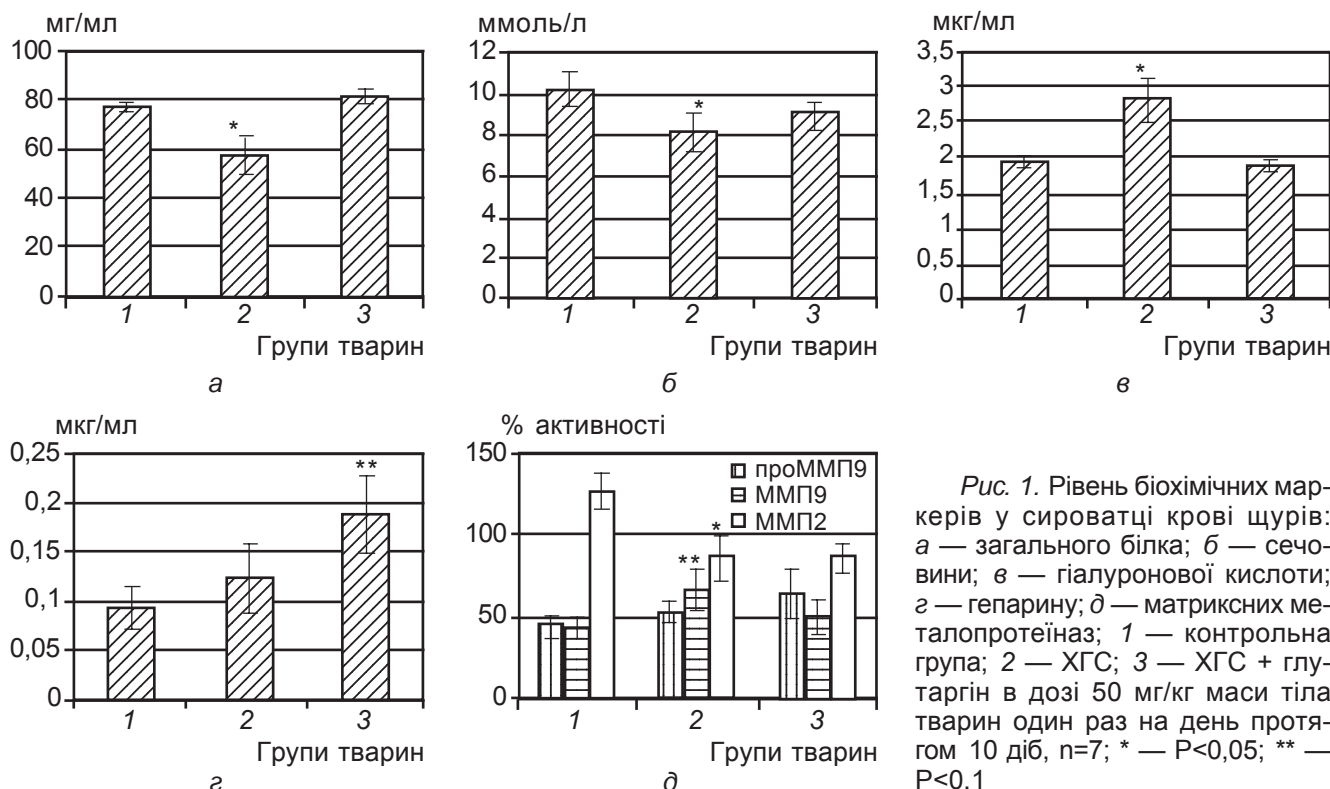 мг/мл
100
80
60
40
20
0
*
1 2 3
Групи тварин
а
ммоль/л
12
10
8
6
4
2
0
*
1 2 3
Групи тварин
б
мкг/мл
3,5
3
2,5
2
1,5
1
0,5
0
*
1 2 3
Групи тварин
в
мкг/мл
0,25
0,2
0,15
0,1
0,05
0
**
1 2 3
Групи тварин
г
% активності
150
100
50
0
проММП9
ММП9
ММП2
** *
1 2 3
Групи тварин
д
Рис. 1. Рівень біохімічних мар-
керів у сироватці крові щурів:
а — загального білка; б — сечо-
вини; в — гіалуронової кислоти;
г — гепарину; д — матриксних ме-
талопротеїназ; 1 — контрольна
група; 2 — ХГС; 3 — ХГС + глу-
таргін в дозі 50 мг/кг маси тіла
тварин один раз на день протя-
гом 10 діб, n=7; * — P<0,05; ** —
P<0,1